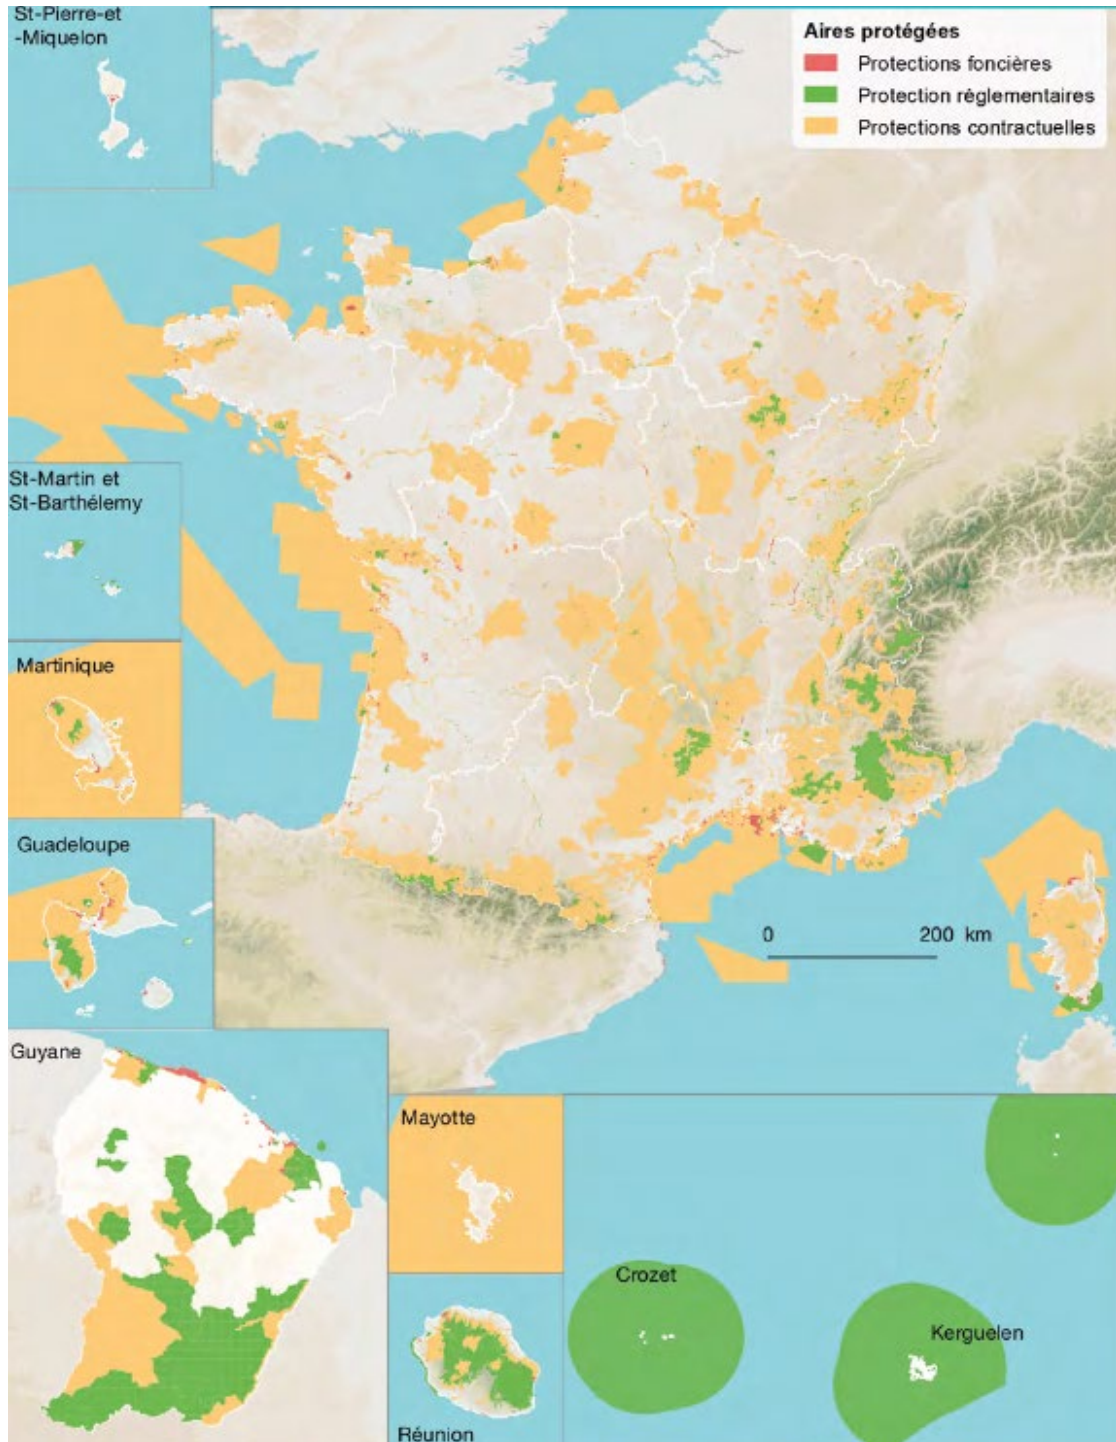 St-Pierre-et
-Miquelon
Aires protégées
Protections foncières
Protection réglementaires
Protections contractuelles
St-Martin et
St-Barthélemy
Martinique
Guadeloupe
0 200 km
Guyane
Mayotte
Crozet
Kerguelen
Réunion